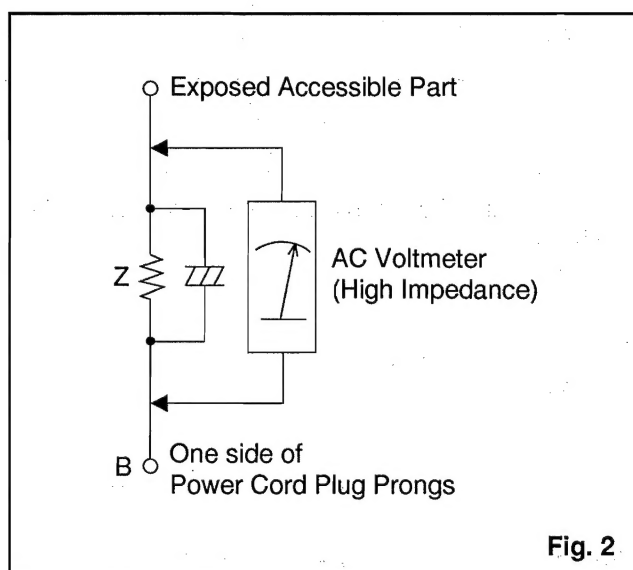 Exposed Accessible Part
Z
AC Voltmeter
(High Impedance)
B
One side of
Power Cord Plug Prongs
Fig. 2